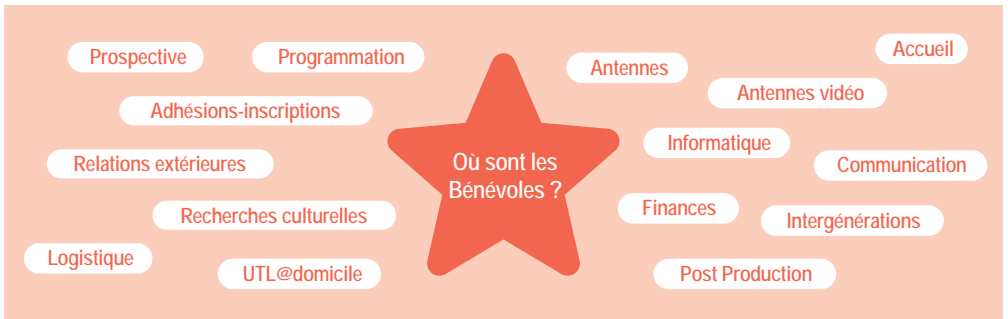 Prospective
Programmation
Adhésions-inscriptions
Relations extérieures
Recherches culturelles
Logistique
UTL@domicile
Où sont les
Bénévoles ?
Accueil
Antennes
Antennes vidéo
Informatique
Communication
Finances
Intergénérations
Post Production